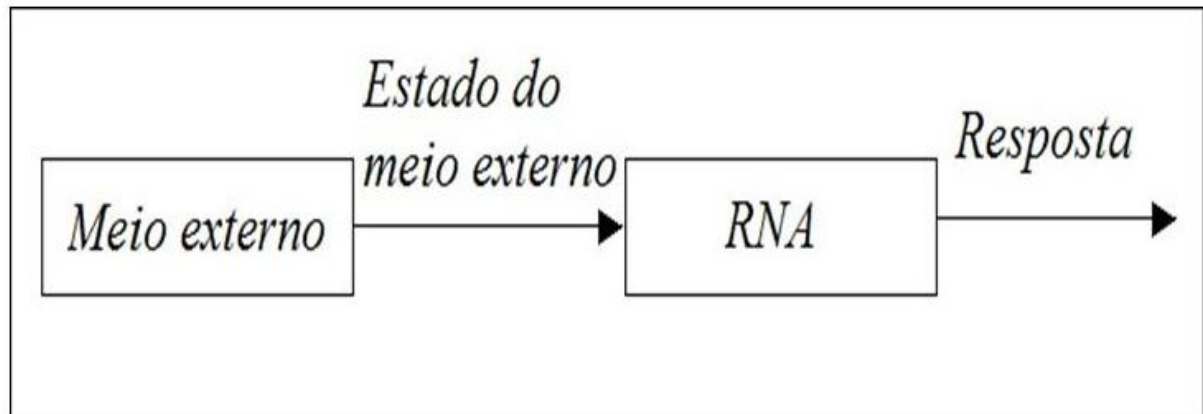 Estado do
meio externo
Meio externo
RNA
Resposta